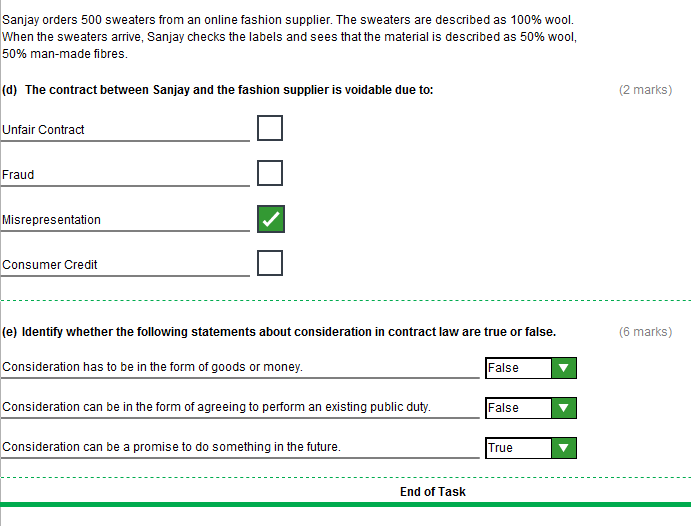 Sanjay orders 500 sweaters from an online fashion supplier. The sweaters are described as 100% wool.
When the sweaters arrive, Sanjay checks the labels and sees that the material is described as 50% wool,
50% man-made fibres.
(d) The contract between Sanjay and the fashion supplier is voidable due to: (2 marks)
Unfair Contract
Fraud
Misrepresentation
Consumer Credit
(e) Identify whether the following statements about consideration in contract law are true or false. (6 marks)
Consideration has to be in the form of goods or money. False
Consideration can be in the form of agreeing to perform an existing public duty. False
Consideration can be a promise to do something in the future. True
End of Task